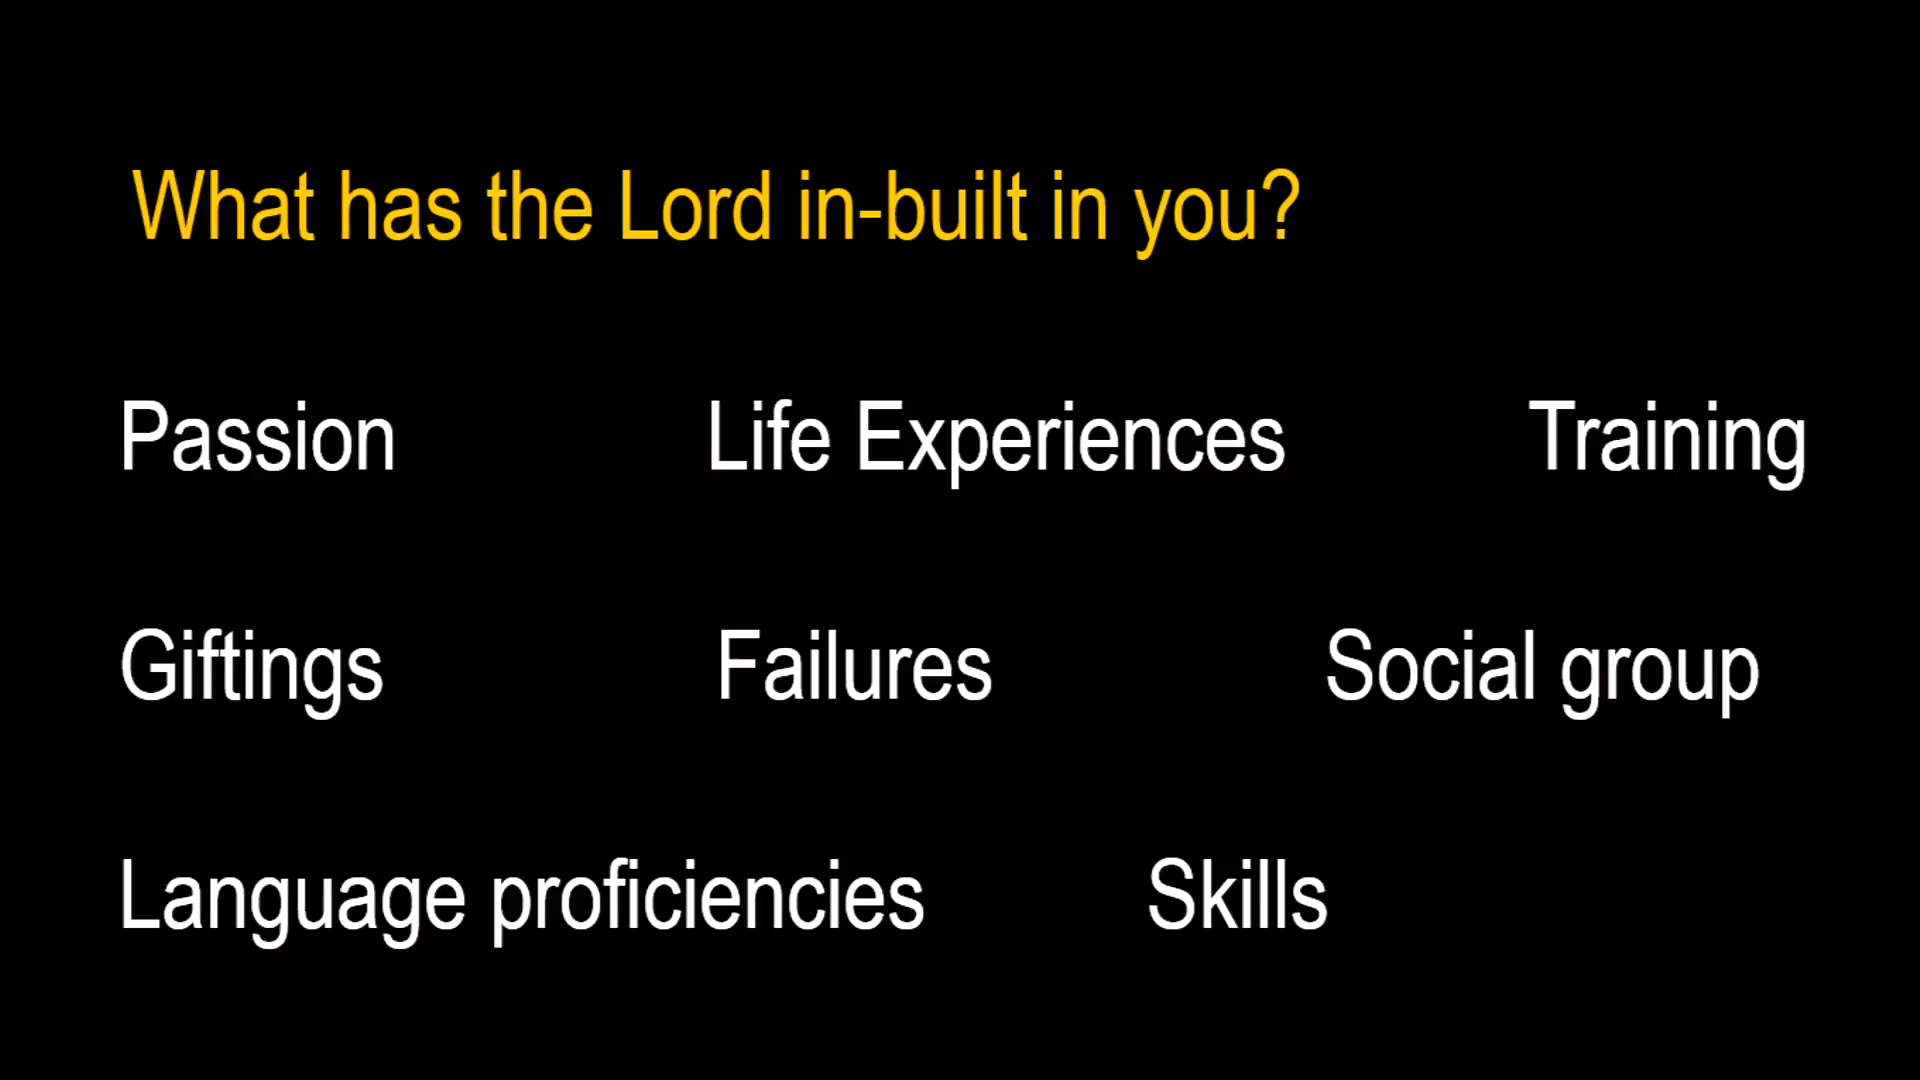 What has the Lord in-built in you?
Passion Life Experiences Training
Giftings Failures Social group
Language proficiencies Skills